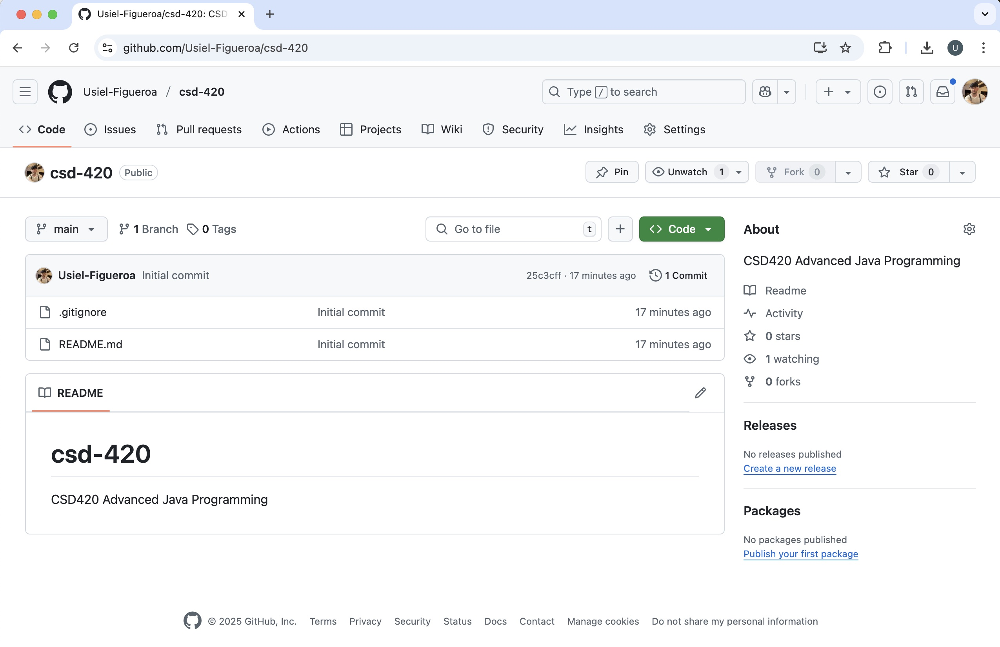 Usiel-Figueroa/csd-420: CSD
github.com/Usiel-Figueroa/csd-420
U
Usiel-Figueroa / csd-420
Type / to search
Code Issues Pull requests Actions Projects Wiki Security Insights Settings
csd-420 Public
Pin Unwatch 1 Fork 0 Star 0
main 1 Branch 0 Tags
Go to file t
Code
Usiel-Figueroa Initial commit 25c3cff · 17 minutes ago 1 Commit
.gitignore Initial commit 17 minutes ago
README.md Initial commit 17 minutes ago
README
csd-420
CSD420 Advanced Java Programming
About
CSD420 Advanced Java Programming
Readme
Activity
0 stars
1 watching
0 forks
Releases
No releases published
Create a new release
Packages
No packages published
Publish your first package
© 2025 GitHub, Inc. Terms Privacy Security Status Docs Contact Manage cookies Do not share my personal information